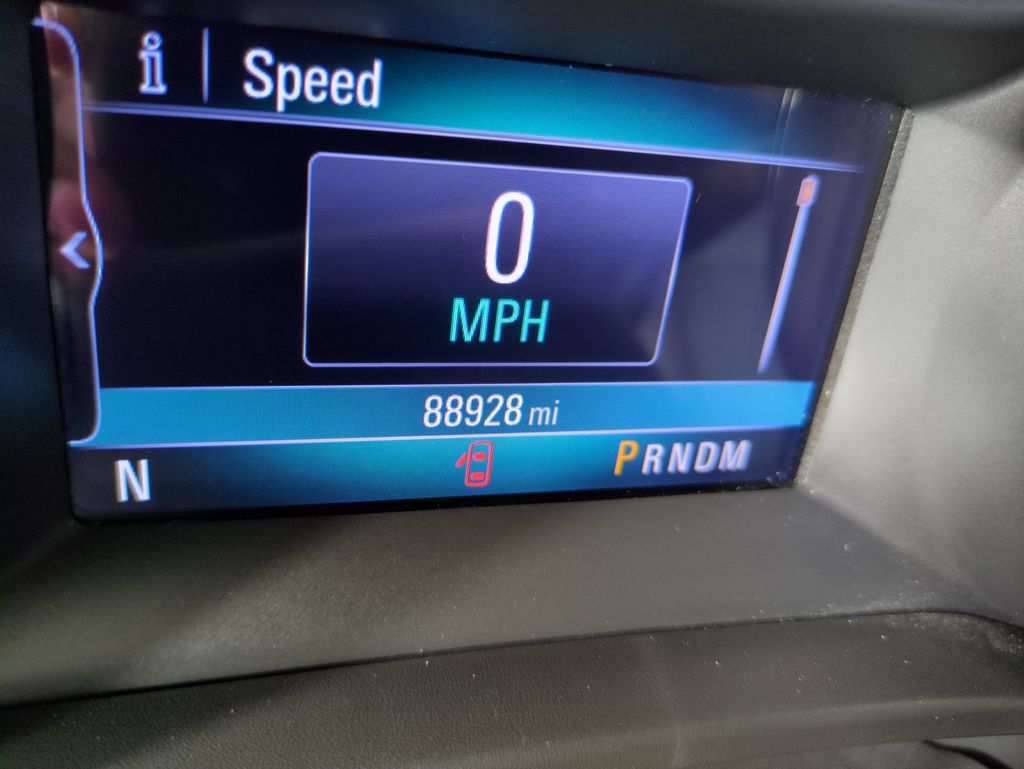 i Speed
0
MPH
88928 mi
N PRNDM